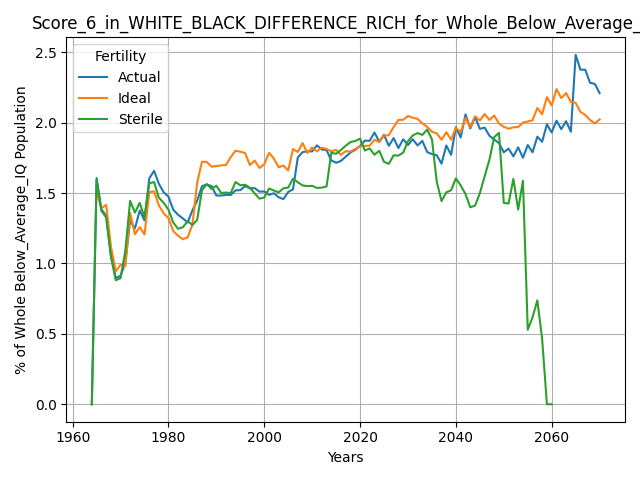 Score_6_in_WHITE_BLACK_DIFFERENCE_RICH_for_Whole_Below_Average_
Fertility
Actual
Ideal
Sterile
% of Whole Below_Average_IQ Population
2.5
2.0
1.5
1.0
0.5
0.0
1960 1980 2000 2020 2040 2060
Years